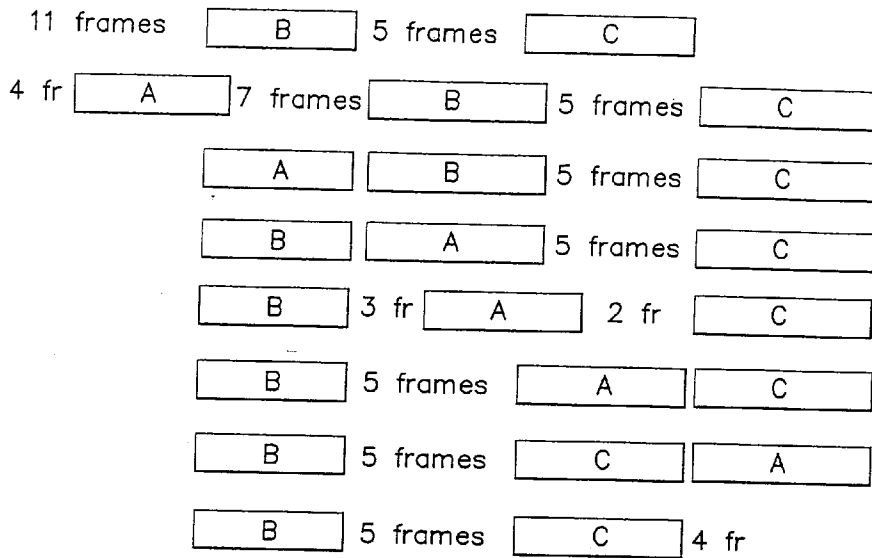 11 frames B 5 frames C
4 fr A 7 frames B 5 frames C
A B 5 frames C
B A 5 frames C
B 3 fr A 2 fr C
B 5 frames A C
B 5 frames C A
B 5 frames C 4 fr